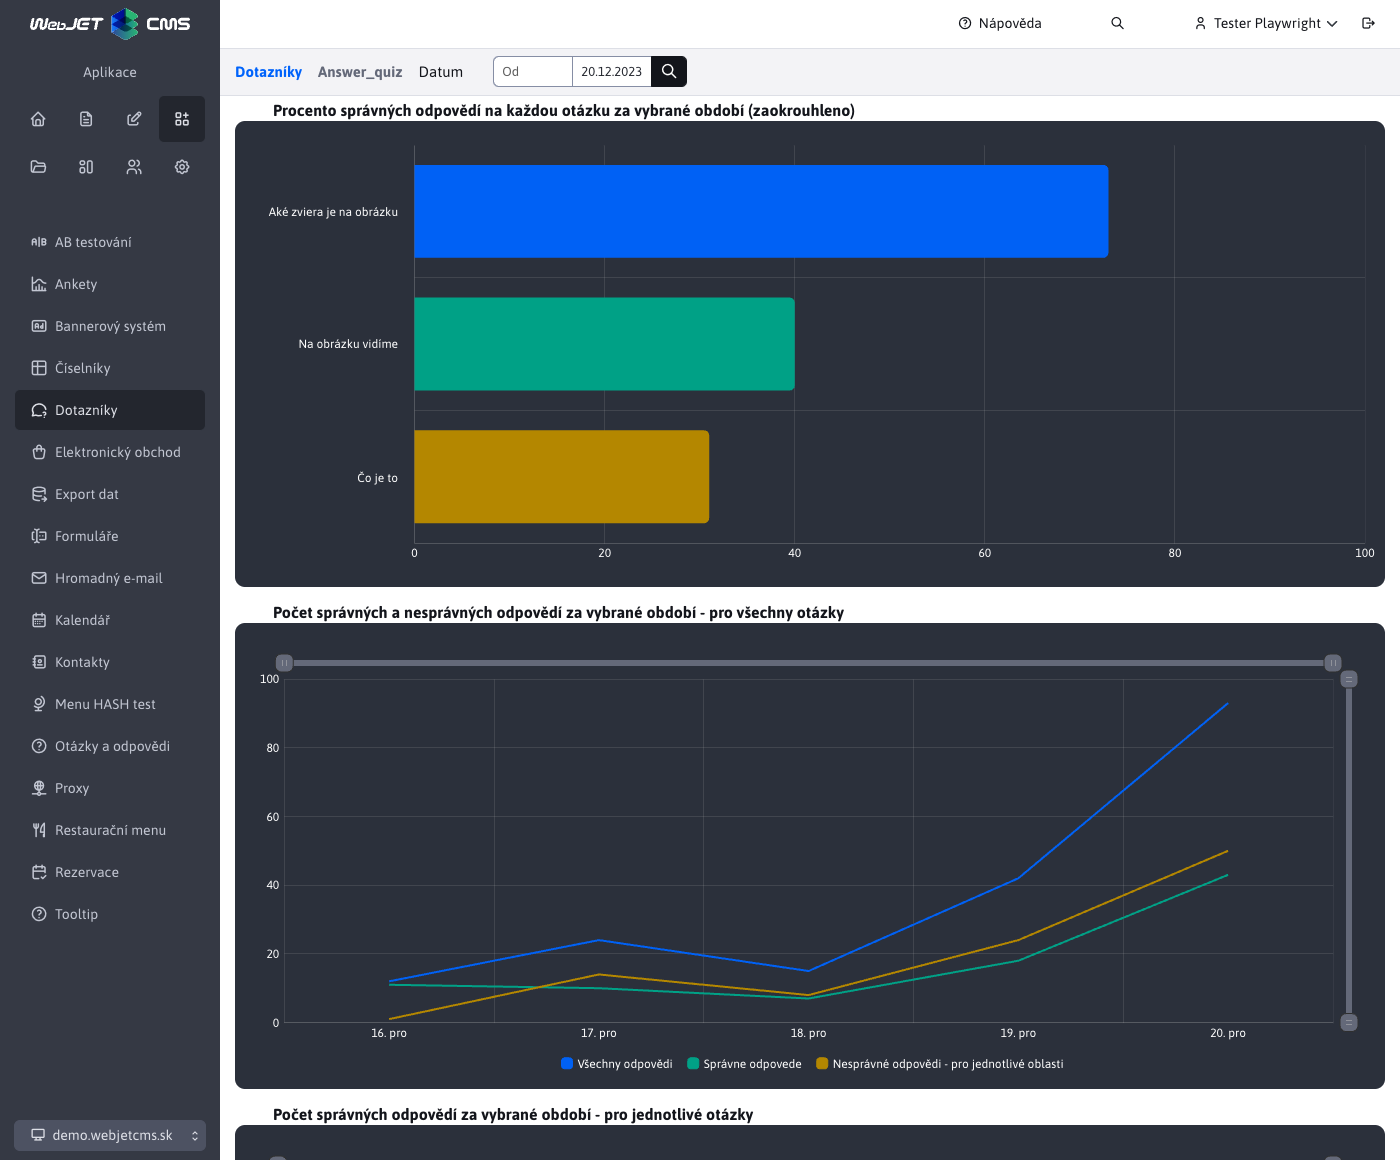 WebJET CMS
Nápověda
Tester Playwright
Aplikace
Dotazníky
Answer_quiz
Datum
Od
20.12.2023
AB testování
Ankety
Bannerový systém
Číselníky
Dotazníky
Elektronický obchod
Export dat
Formuláře
Hromadný e-mail
Kalendář
Kontakty
Menu HASH test
Otázky a odpovědi
Proxy
Restaurační menu
Rezervace
Tooltip
demo.webjetcms.sk
Procento správných odpovědí na každou otázku za vybrané období (zaokrouhleno)
Aké zviera je na obrázku
Na obrázku vidíme
Čo je to
0 20 40 60 80 100
Počet správných a nesprávných odpovědí za vybrané období - pro všechny otázky
100
80
60
40
20
0
16. pro 17. pro 18. pro 19. pro 20. pro
Všechny odpovědi Správne odpovede Nesprávné odpovědi - pro jednotlivé oblasti
Počet správných odpovědí za vybrané období - pro jednotlivé otázky